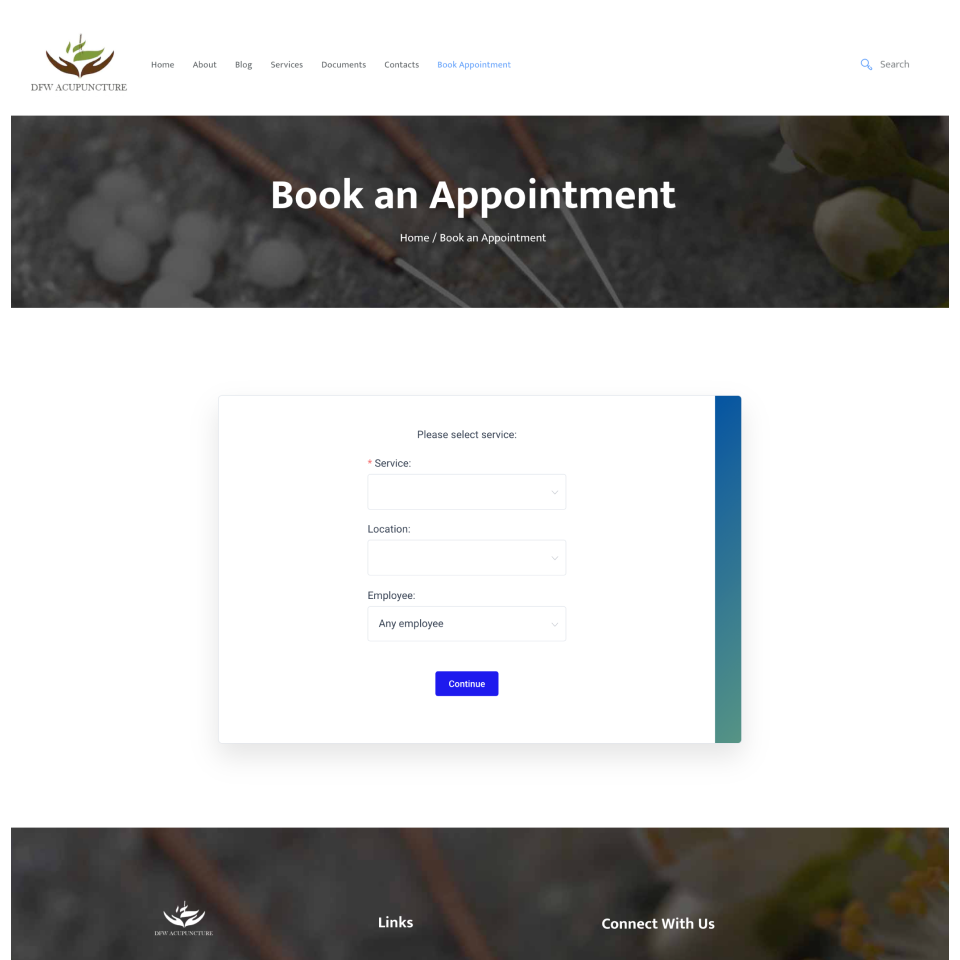 DFW ACUPUNCTURE
Home About Blog Services Documents Contacts Book Appointment
Search
Book an Appointment
Home / Book an Appointment
Please select service:
* Service:
Location:
Employee:
Any employee
Continue
DFW ACUPUNCTURE
Links
Connect With Us